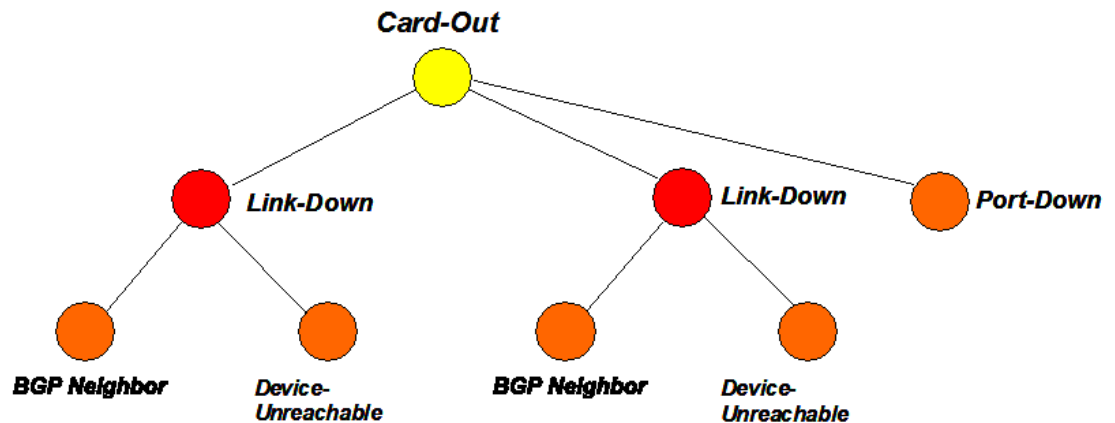 Card-Out
Link-Down
Link-Down
Port-Down
BGP Neighbor
Device-
Unreachable
BGP Neighbor
Device-
Unreachable